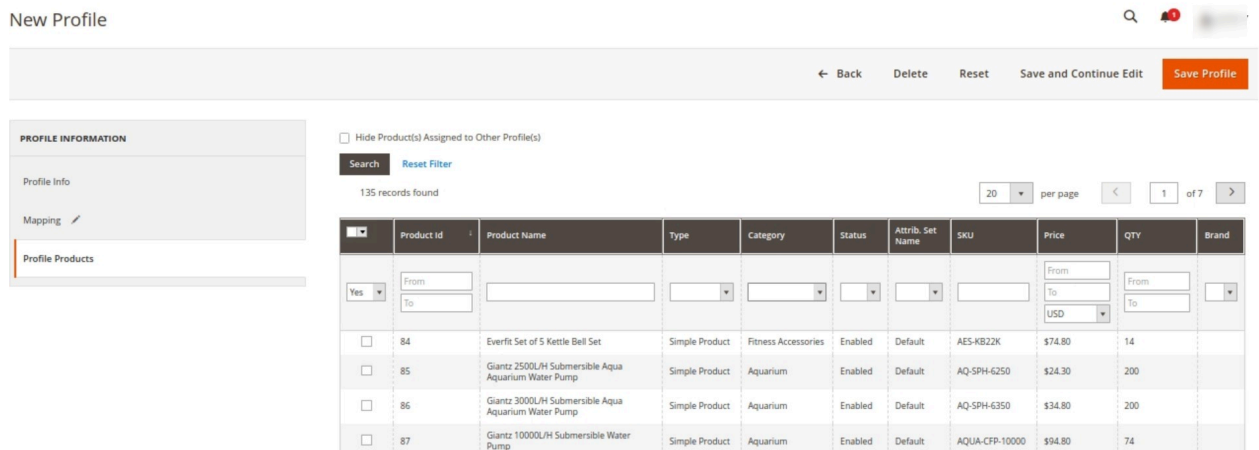 New Profile
1
← Back Delete Reset Save and Continue Edit Save Profile
PROFILE INFORMATION
Profile Info
Mapping
Profile Products
Hide Product(s) Assigned to Other Profile(s)
Search Reset Filter
135 records found
20 per page 1 of 7
Product Id ↓ Product Name Type Category Status Attrib. Set Name SKU Price QTY Brand
Yes From To From To USD From To
84 Everfit Set of 5 Kettle Bell Set Simple Product Fitness Accessories Enabled Default AES-KB22K $74.80 14
85 Giantz 2500L/H Submersible Aqua Aquarium Water Pump Simple Product Aquarium Enabled Default AQ-SPH-6250 $24.30 200
86 Giantz 3000L/H Submersible Aqua Aquarium Water Pump Simple Product Aquarium Enabled Default AQ-SPH-6350 $34.80 200
87 Giantz 10000L/H Submersible Water Pump Simple Product Aquarium Enabled Default AQUA-CFP-10000 $94.80 74